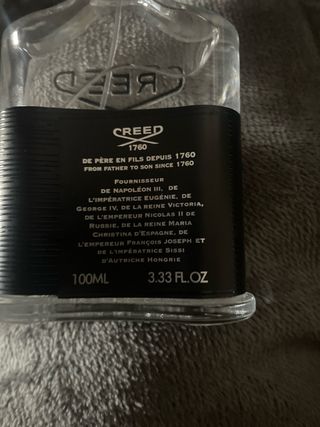 CREED
CREED
1760
DE PÈRE EN FILS DEPUIS 1760
FROM FATHER TO SON SINCE 1760
FOURNISSEUR
DE NAPOLÉON III, DE
L'IMPÉRATRICE EUGÉNIE, DE
GEORGE IV, DE LA REINE VICTORIA,
DE L'EMPEREUR NICOLAS II DE
RUSSIE, DE LA REINE MARIA
CHRISTINA D'ESPAGNE, DE
L'EMPEREUR FRANÇOIS JOSEPH ET
DE L'IMPÉRATRICE SISSI
D'AUTRICHE HONGRIE
100ML 3.33 FL.OZ